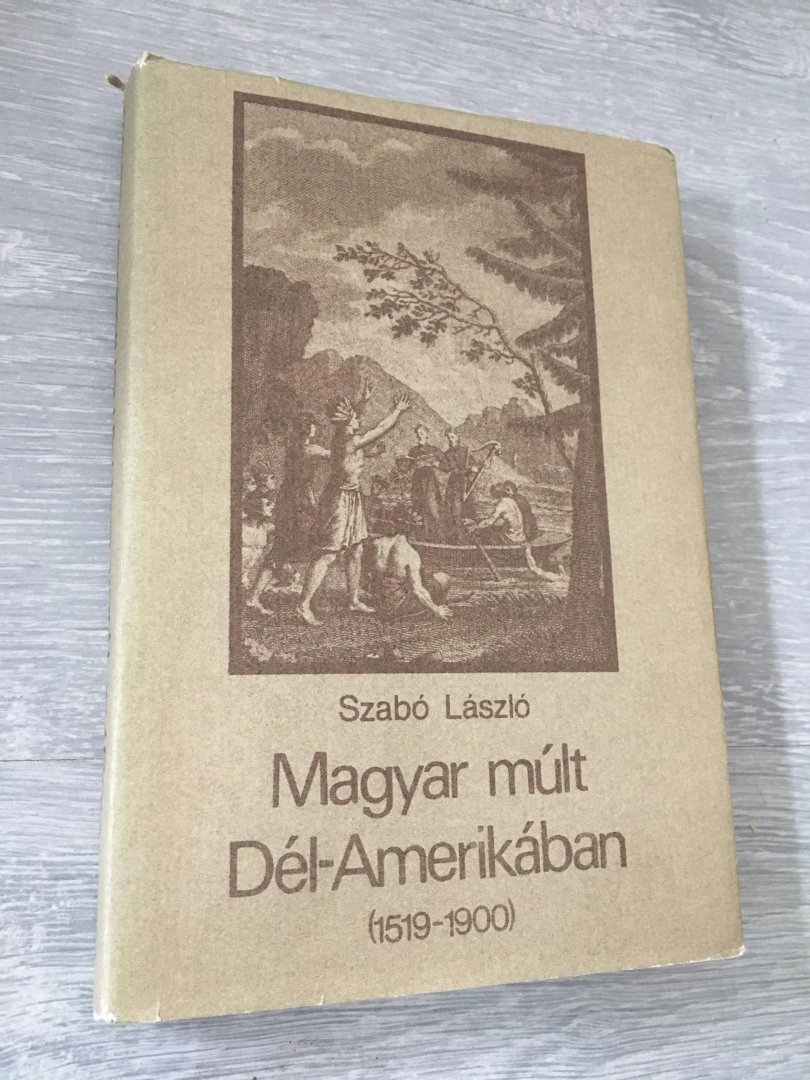 Szabó László
Magyar múlt
Dél-Amerikában
(1519-1900)